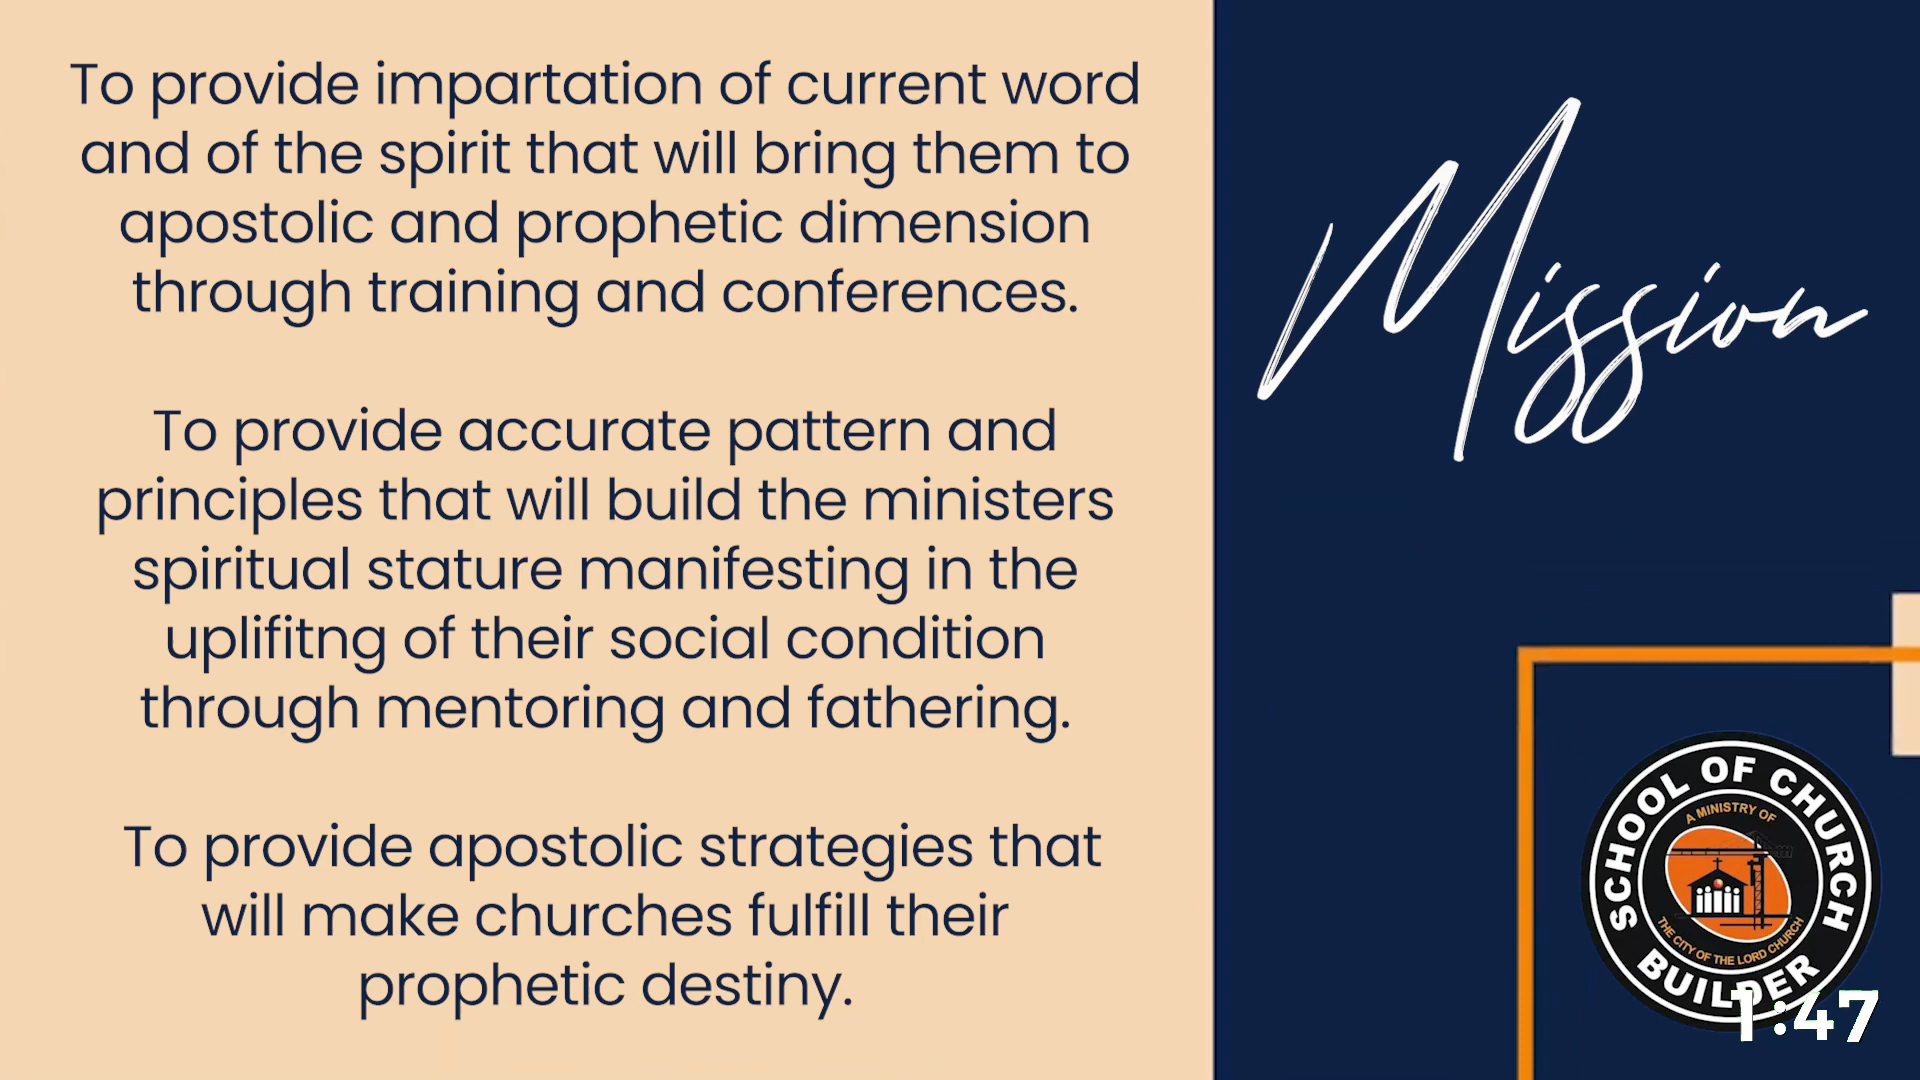 To provide impartation of current word
and of the spirit that will bring them to
apostolic and prophetic dimension
through training and conferences.
To provide accurate pattern and
principles that will build the ministers
spiritual stature manifesting in the
uplifitng of their social condition
through mentoring and fathering.
To provide apostolic strategies that
will make churches fulfill their
prophetic destiny.
Mission
SCHOOL OF CHURCH
A MINISTRY OF
THE CITY OF THE LORD CHURCH
BUILDER
1:47